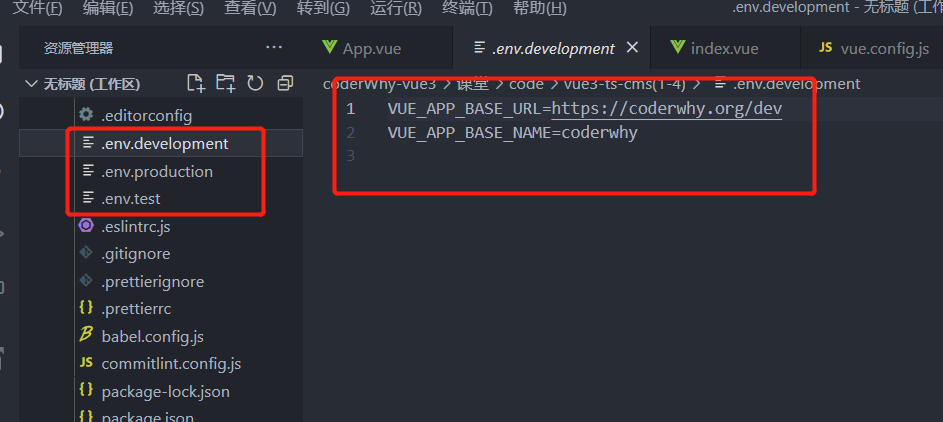 文件(F) 编辑(E) 选择(S) 查看(V) 转到(G) 运行(R) 终端(T) 帮助(H) .env.development - 无标题 (工作
资源管理器 ··· App.vue .env.development index.vue JS vue.config.js
无标题 (工作区)
coderWhy-vue3 > 课堂 > code > vue3-ts-cms(1-4) > .env.development
1 VUE_APP_BASE_URL=https://coderwhy.org/dev
2 VUE_APP_BASE_NAME=coderwhy
3
.editorconfig
.env.development
.env.production
.env.test
.eslintrc.js
.gitignore
.prettierignore
{} .prettierrc
babel.config.js
JS commitlint.config.js
{} package-lock.json
{} package.json